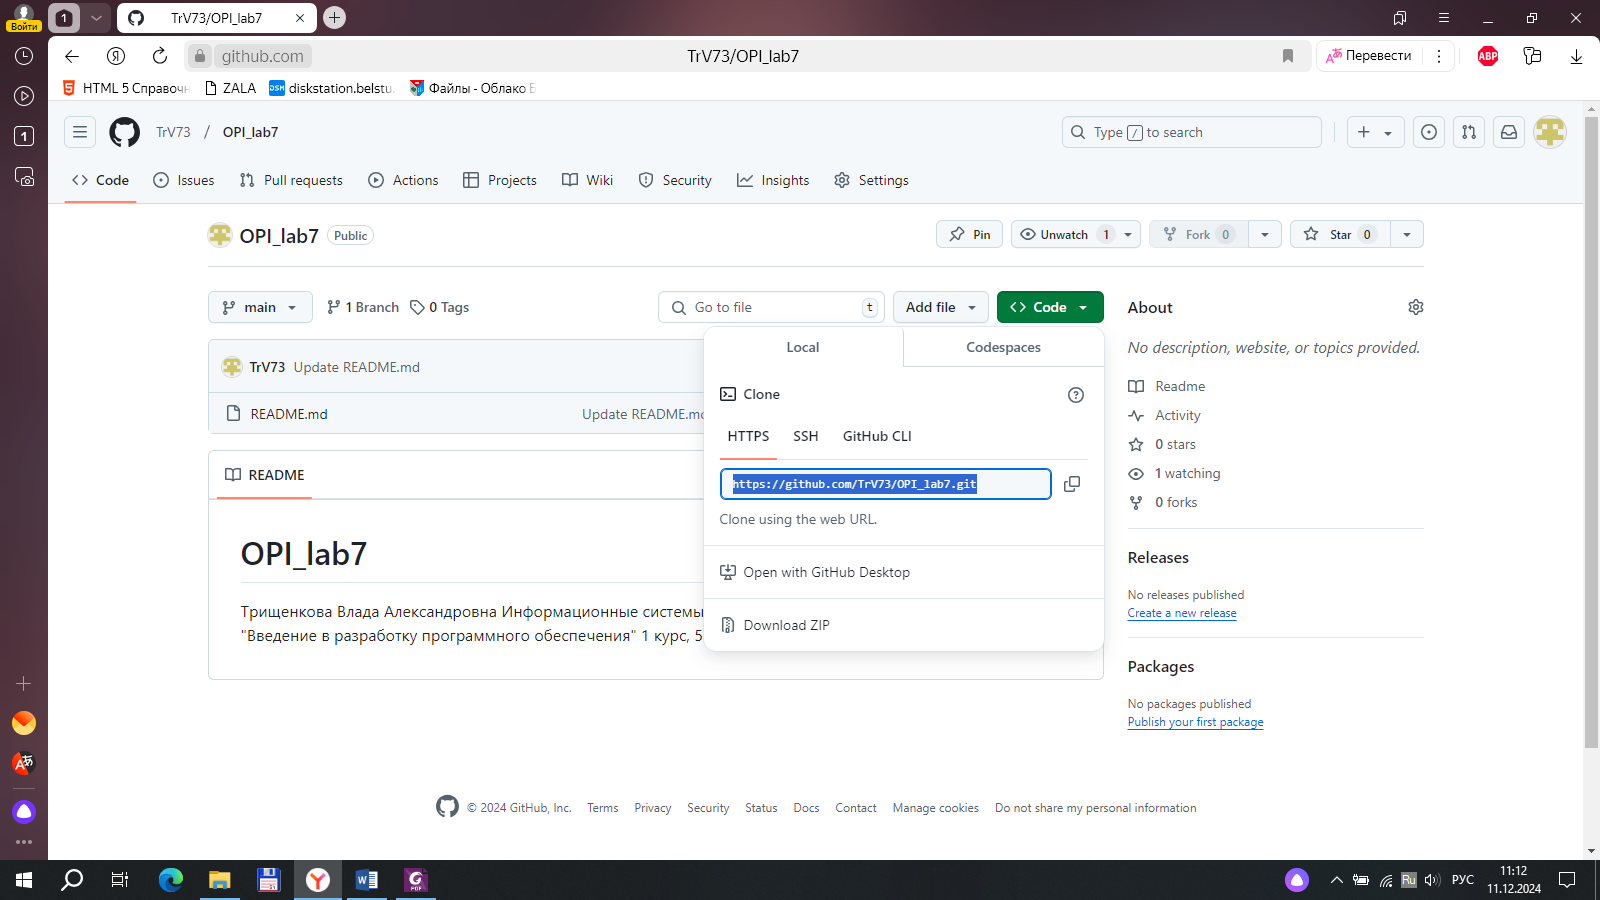 Войти
1
TrV73/OPI_lab7
github.com
TrV73/OPI_lab7
Перевести
ABP
HTML 5 Справочн
ZALA
DSM diskstation.belstu.
Файлы - Облако Б
1
TrV73 / OPI_lab7
Type / to search
Code
Issues
Pull requests
Actions
Projects
Wiki
Security
Insights
Settings
OPI_lab7
Public
Pin
Unwatch 1
Fork 0
Star 0
main
1 Branch
0 Tags
Go to file
t
Add file
Code
TrV73 Update README.md
README.md
Update README.md
README
OPI_lab7
Трищенкова Влада Александровна Информационные системы
"Введение в разработку программного обеспечения" 1 курс, 5
Local
Codespaces
Clone
HTTPS
SSH
GitHub CLI
https://github.com/TrV73/OPI_lab7.git
Clone using the web URL.
Open with GitHub Desktop
Download ZIP
About
No description, website, or topics provided.
Readme
Activity
0 stars
1 watching
0 forks
Releases
No releases published
Create a new release
Packages
No packages published
Publish your first package
© 2024 GitHub, Inc.
Terms
Privacy
Security
Status
Docs
Contact
Manage cookies
Do not share my personal information
Ru
РУС
11:12
11.12.2024